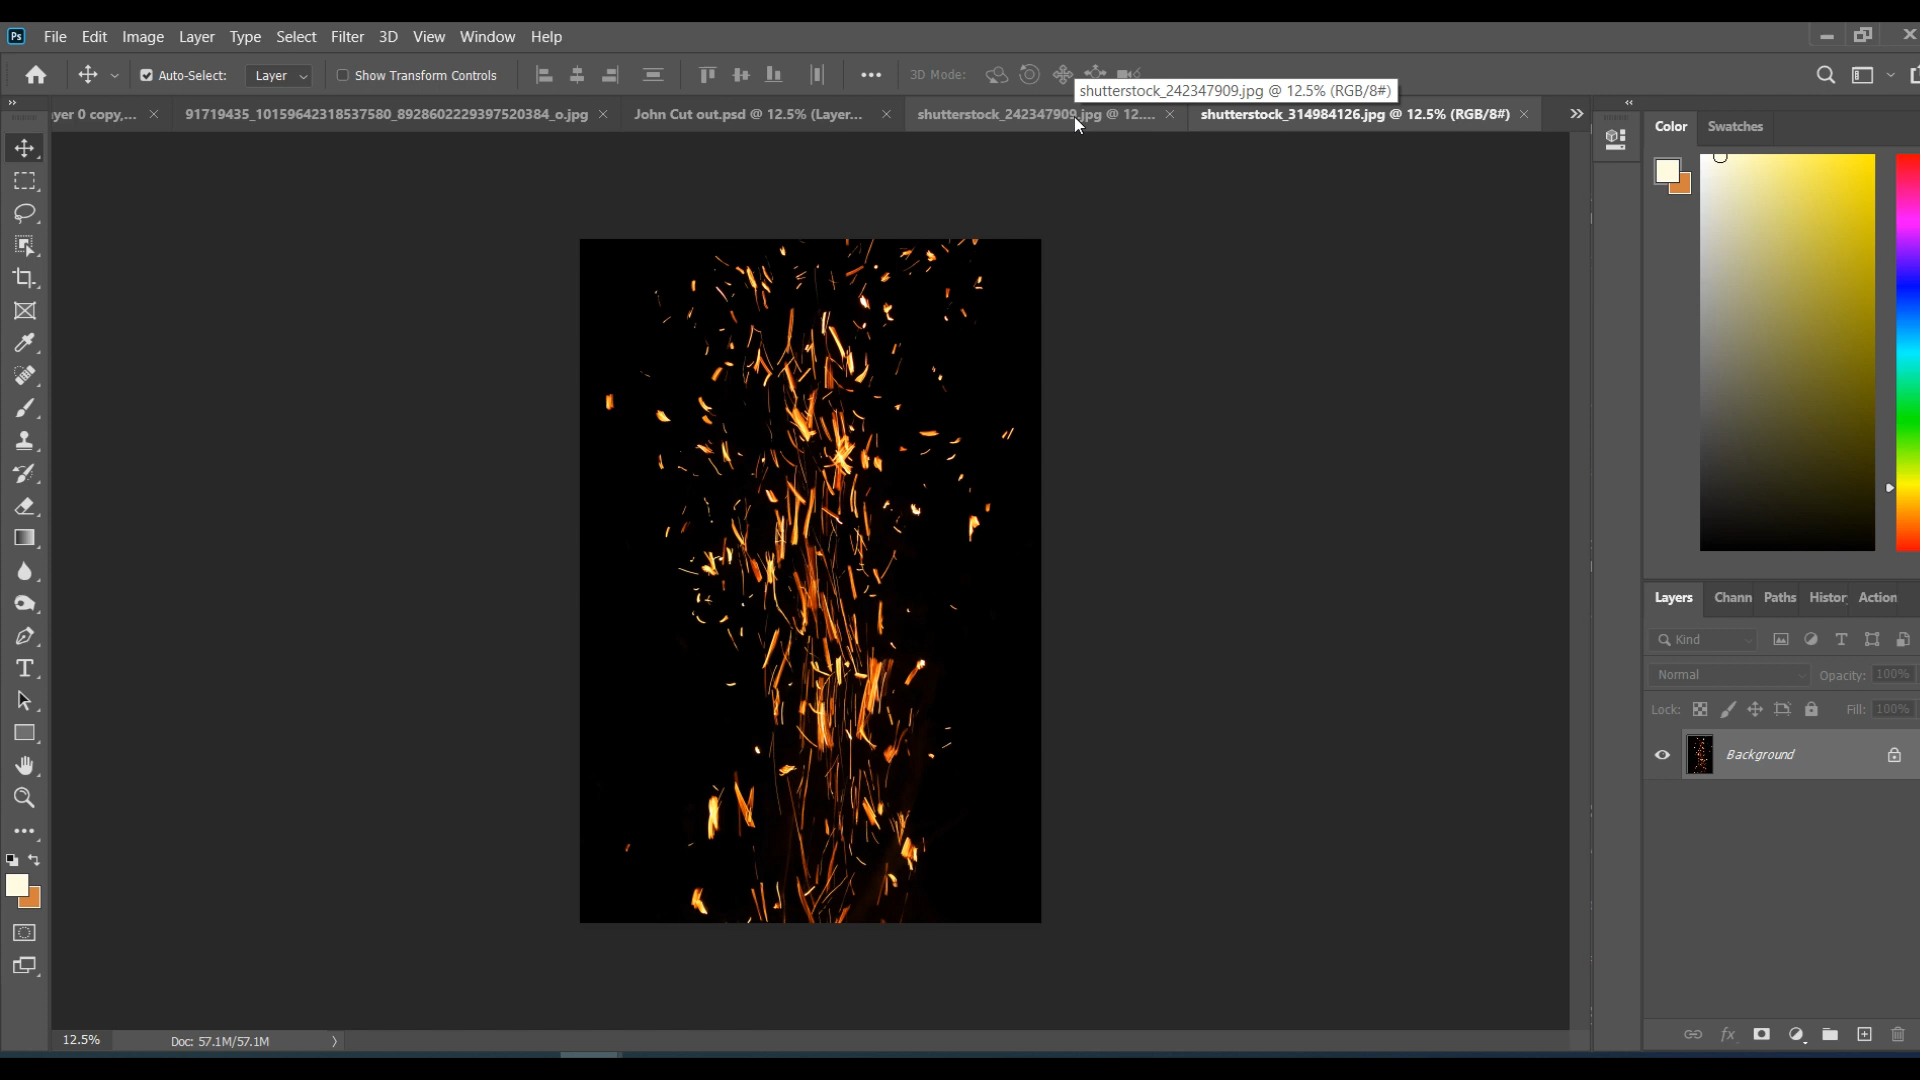 Ps File Edit Image Layer Type Select Filter 3D View Window Help
Auto-Select: Layer Show Transform Controls 3D Mode:
shutterstock_242347909.jpg @ 12.5% (RGB/8#)
yer 0 copy,... 91719435_10159642318537580_8928602229397520384_o.jpg John Cut out.psd @ 12.5% (Layer... shutterstock_242347909.jpg @ 12.... shutterstock_314984126.jpg @ 12.5% (RGB/8#)
Color Swatches
Layers Chann Paths Histor Action
Kind
Normal Opacity: 100%
Lock: Fill: 100%
Background
fx
12.5% Doc: 57.1M/57.1M